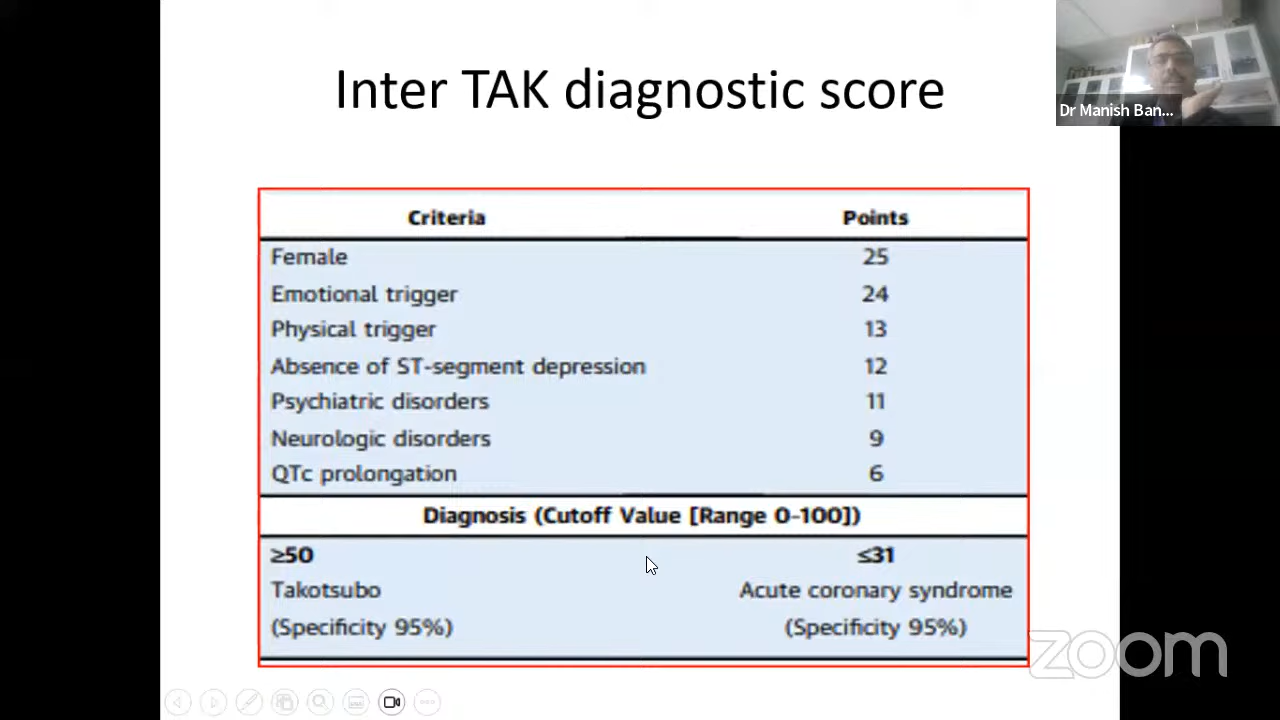 Inter TAK diagnostic score
Dr Manish Ban...
Criteria Points
Female 25
Emotional trigger 24
Physical trigger 13
Absence of ST-segment depression 12
Psychiatric disorders 11
Neurologic disorders 9
QTc prolongation 6
Diagnosis (Cutoff Value [Range 0-100])
≥50 ≤31
Takotsubo Acute coronary syndrome
(Specificity 95%) (Specificity 95%)
zoom